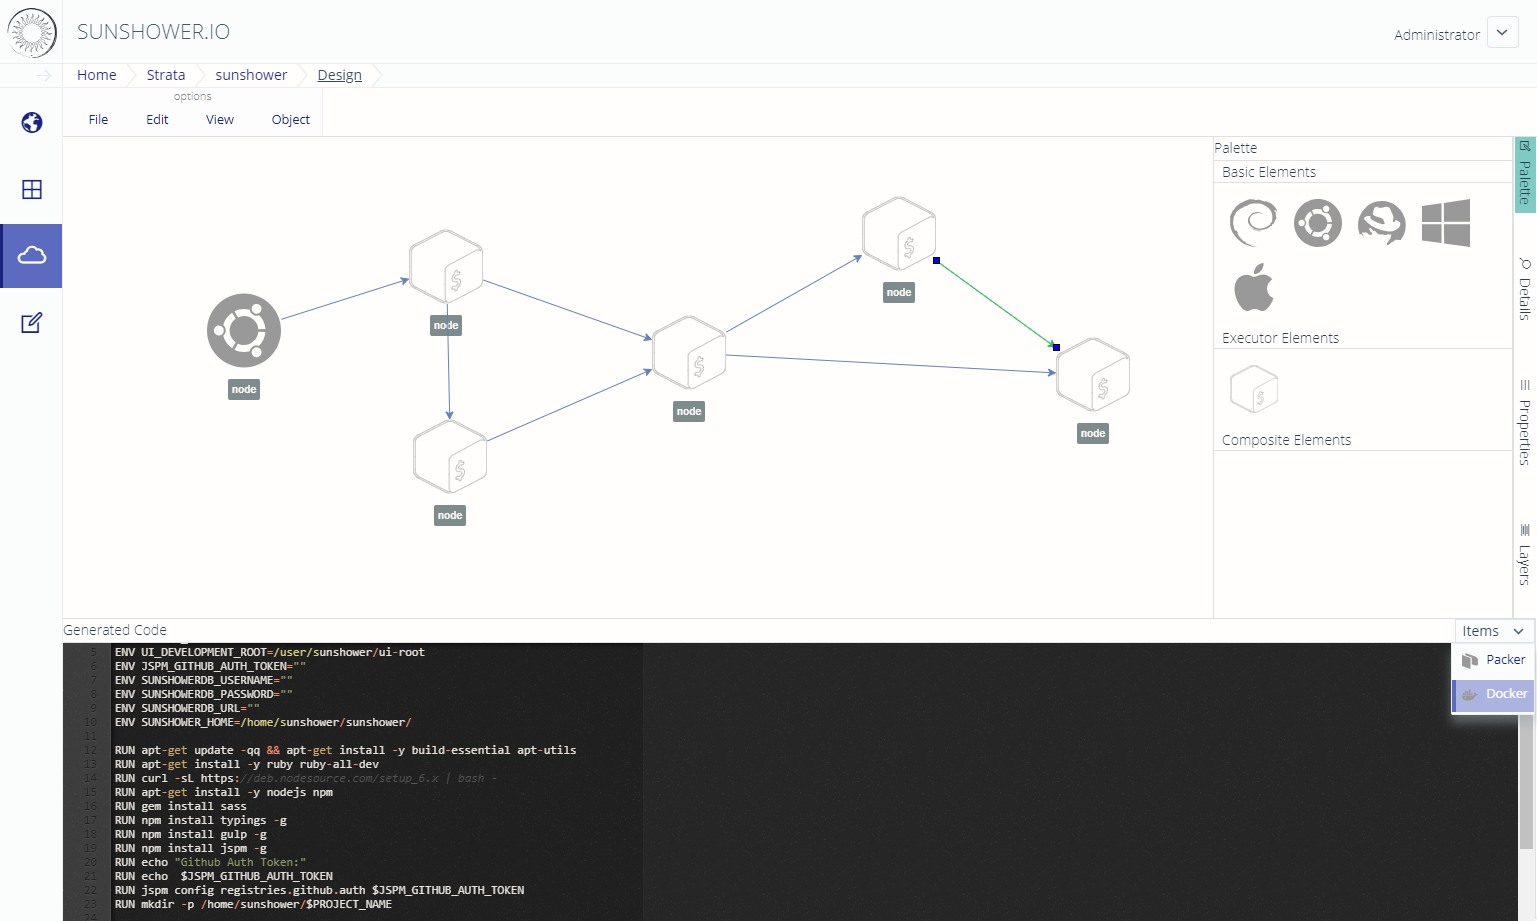 SUNSHOWER.IO
Administrator
Home
Strata
sunshower
Design
options
File
Edit
View
Object
node
node
node
node
node
node
Palette
Basic Elements
Executor Elements
Composite Elements
Palette
Details
Properties
Layers
Generated Code
Items
Packer
Docker
5 ENV UI_DEVELOPMENT_ROOT=/user/sunshower/ui-root
6 ENV JSPM_GITHUB_AUTH_TOKEN=""
7 ENV SUNSHOWERDB_USERNAME=""
8 ENV SUNSHOWERDB_PASSWORD=""
9 ENV SUNSHOWERDB_URL=""
10 ENV SUNSHOWER_HOME=/home/sunshower/sunshower/
11
12 RUN apt-get update -qq && apt-get install -y build-essential apt-utils
13 RUN apt-get install -y ruby ruby-all-dev
14 RUN curl -sL https://deb.nodesource.com/setup_6.x | bash -
15 RUN apt-get install -y nodejs npm
16 RUN gem install sass
17 RUN npm install typings -g
18 RUN npm install gulp -g
19 RUN npm install jspm -g
20 RUN echo "Github Auth Token:"
21 RUN echo  $JSPM_GITHUB_AUTH_TOKEN
22 RUN jspm config registries.github.auth $JSPM_GITHUB_AUTH_TOKEN
23 RUN mkdir -p /home/sunshower/$PROJECT_NAME
24